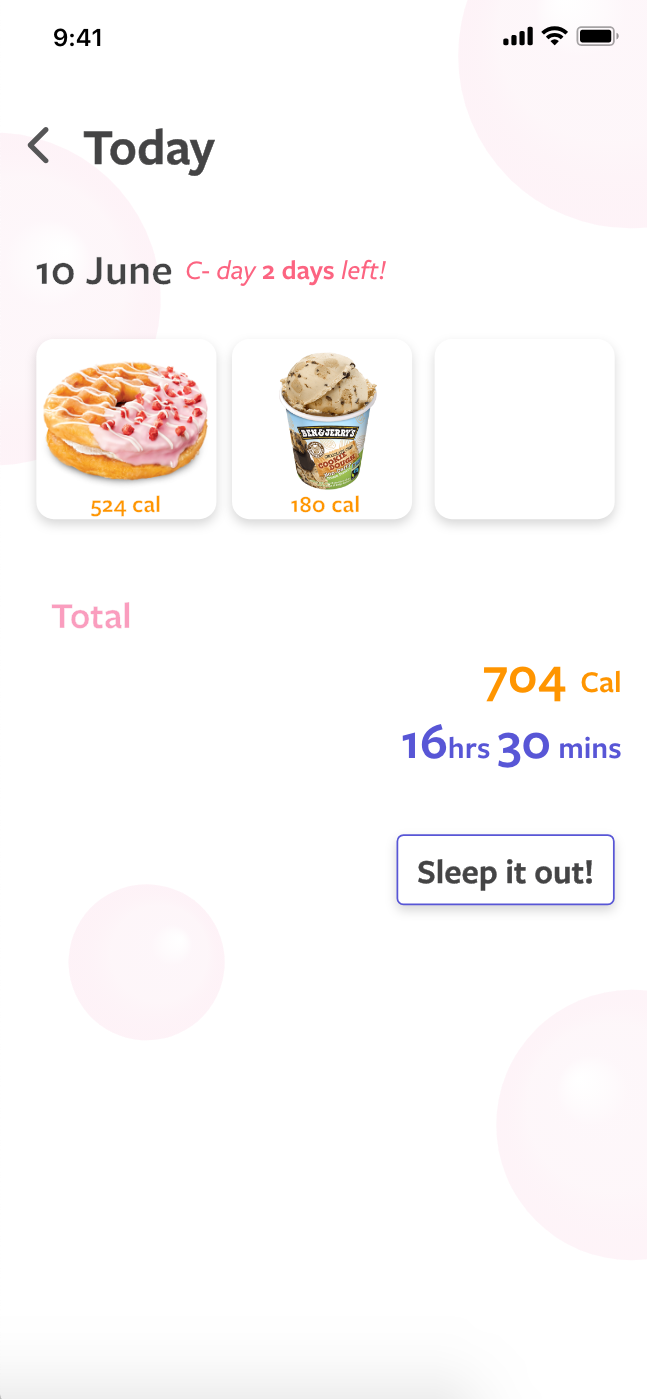 9:41
Today
10 June C- day 2 days left!
BEN & JERRY'S
COOKIE
DOUGH
524 cal
180 cal
Total
704 Cal
16hrs 30 mins
Sleep it out!